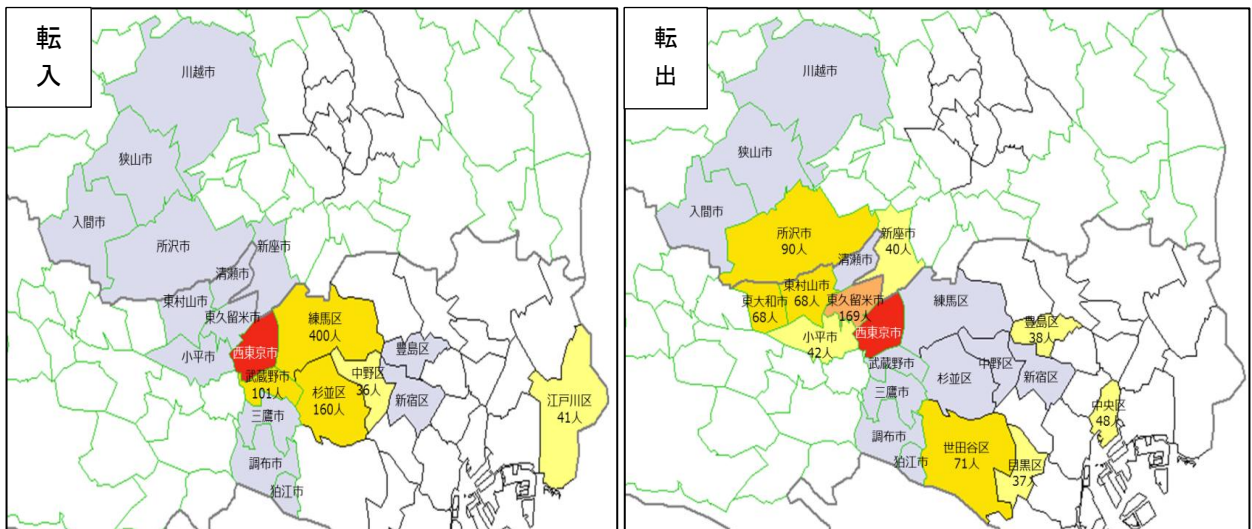 転
入
川越市
狭山市
入間市
所沢市
新座市
清瀬市
東村山市
東久留米市
小平市
西東京市
練馬区
400人
武蔵野市
101人
杉並区
160人
中野区
36人
豊島区
新宿区
江戸川区
41人
三鷹市
調布市
狛江市
転
出
川越市
狭山市
入間市
所沢市
90人
新座市
40人
清瀬市
東村山市
68人
東大和市
68人
東久留米市
169人
小平市
42人
西東京市
練馬区
豊島区
38人
武蔵野市
杉並区
中野区
新宿区
三鷹市
中央区
48人
調布市
狛江市
世田谷区
71人
目黒区
37人